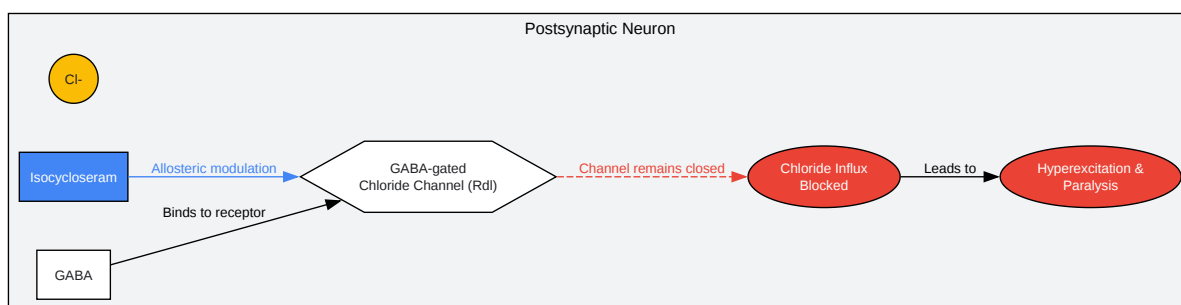 Postsynaptic Neuron
Cl-
Isocycloseram
Allosteric modulation
GABA-gated
Chloride Channel (Rdl)
Channel remains closed
Chloride Influx
Blocked
Leads to
Hyperexcitation &
Paralysis
Binds to receptor
GABA